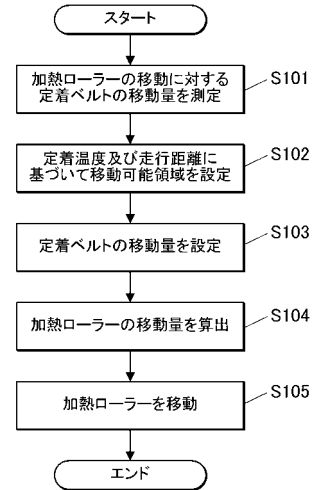 スタート
加熱ローラーの移動に対する
定着ベルトの移動量を測定
S101
定着温度及び走行距離に
基づいて移動可能領域を設定
S102
定着ベルトの移動量を設定
S103
加熱ローラーの移動量を算出
S104
加熱ローラーを移動
S105
エンド